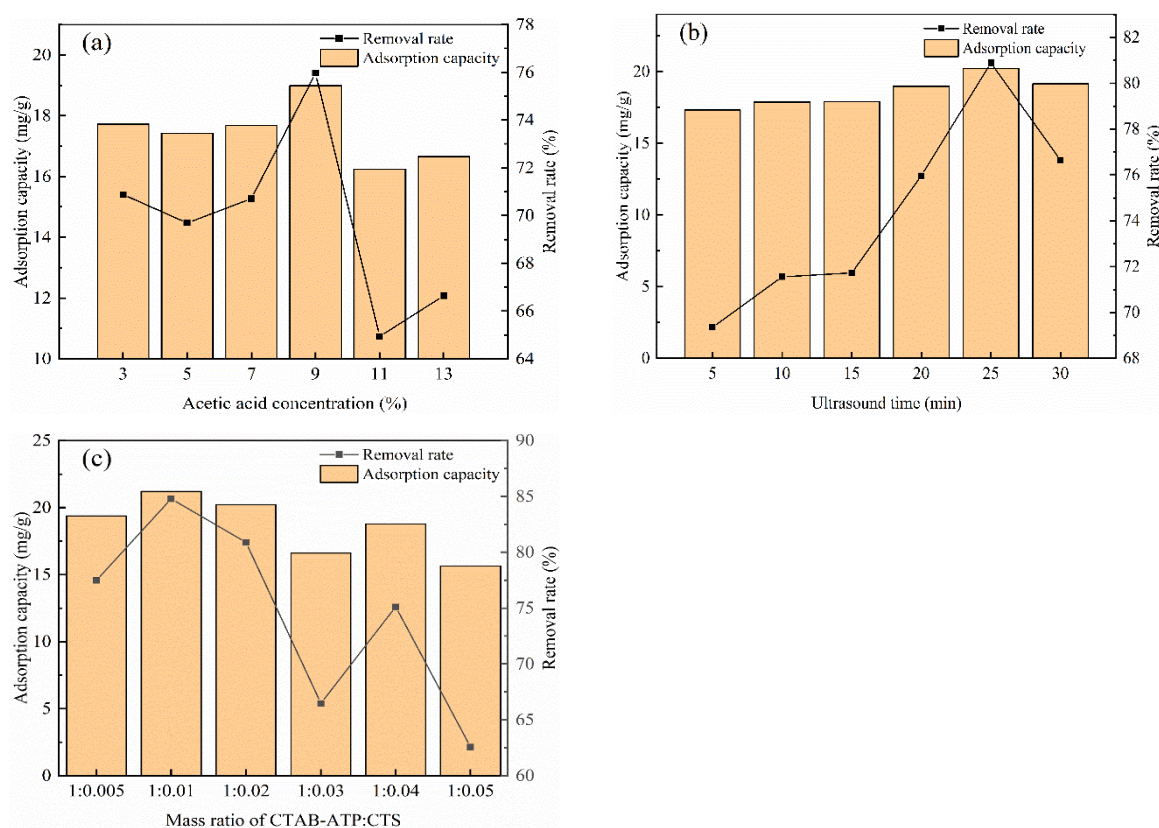 (a)
Removal rate
Adsorption capacity
Adsorption capacity (mg/g)
20
18
16
14
12
10
78
76
74
72
70
68
66
64
Removal rate (%)
3 5 7 9 11 13
Acetic acid concentration (%)
(b)
Removal rate
Adsorption capacity
Adsorption capacity (mg/g)
20
15
10
5
0
82
80
78
76
74
72
70
68
Removal rate (%)
5 10 15 20 25 30
Ultrasound time (min)
(c)
Removal rate
Adsorption capacity
Adsorption capacity (mg/g)
25
20
15
10
5
0
90
85
80
75
70
65
60
Removal rate (%)
1:0.005 1:0.01 1:0.02 1:0.03 1:0.04 1:0.05
Mass ratio of CTAB-ATP:CTS